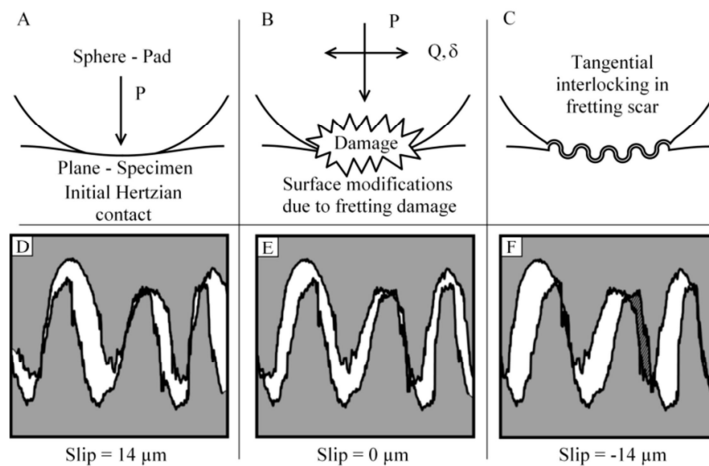 A
Sphere - Pad
P
Plane - Specimen
Initial Hertzian
contact
B
P
Q, δ
Damage
Surface modifications
due to fretting damage
C
Tangential
interlocking in
fretting scar
D
Slip = 14 μm
E
Slip = 0 μm
F
Slip = -14 μm